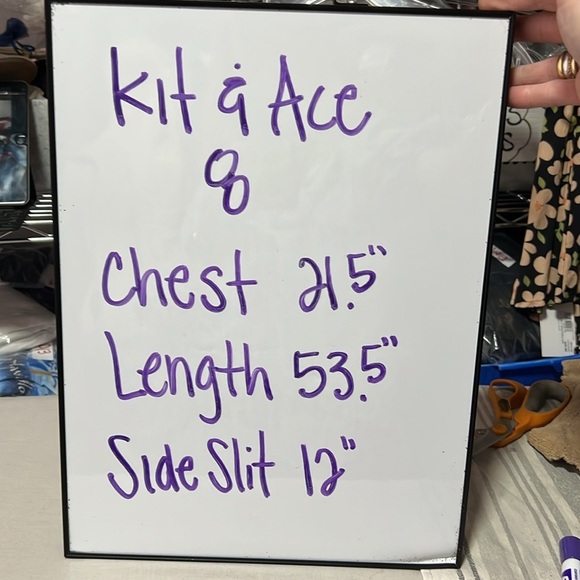 Kit & Ace
8
Chest 21.5"
Length 53.5"
Side Slit 12"